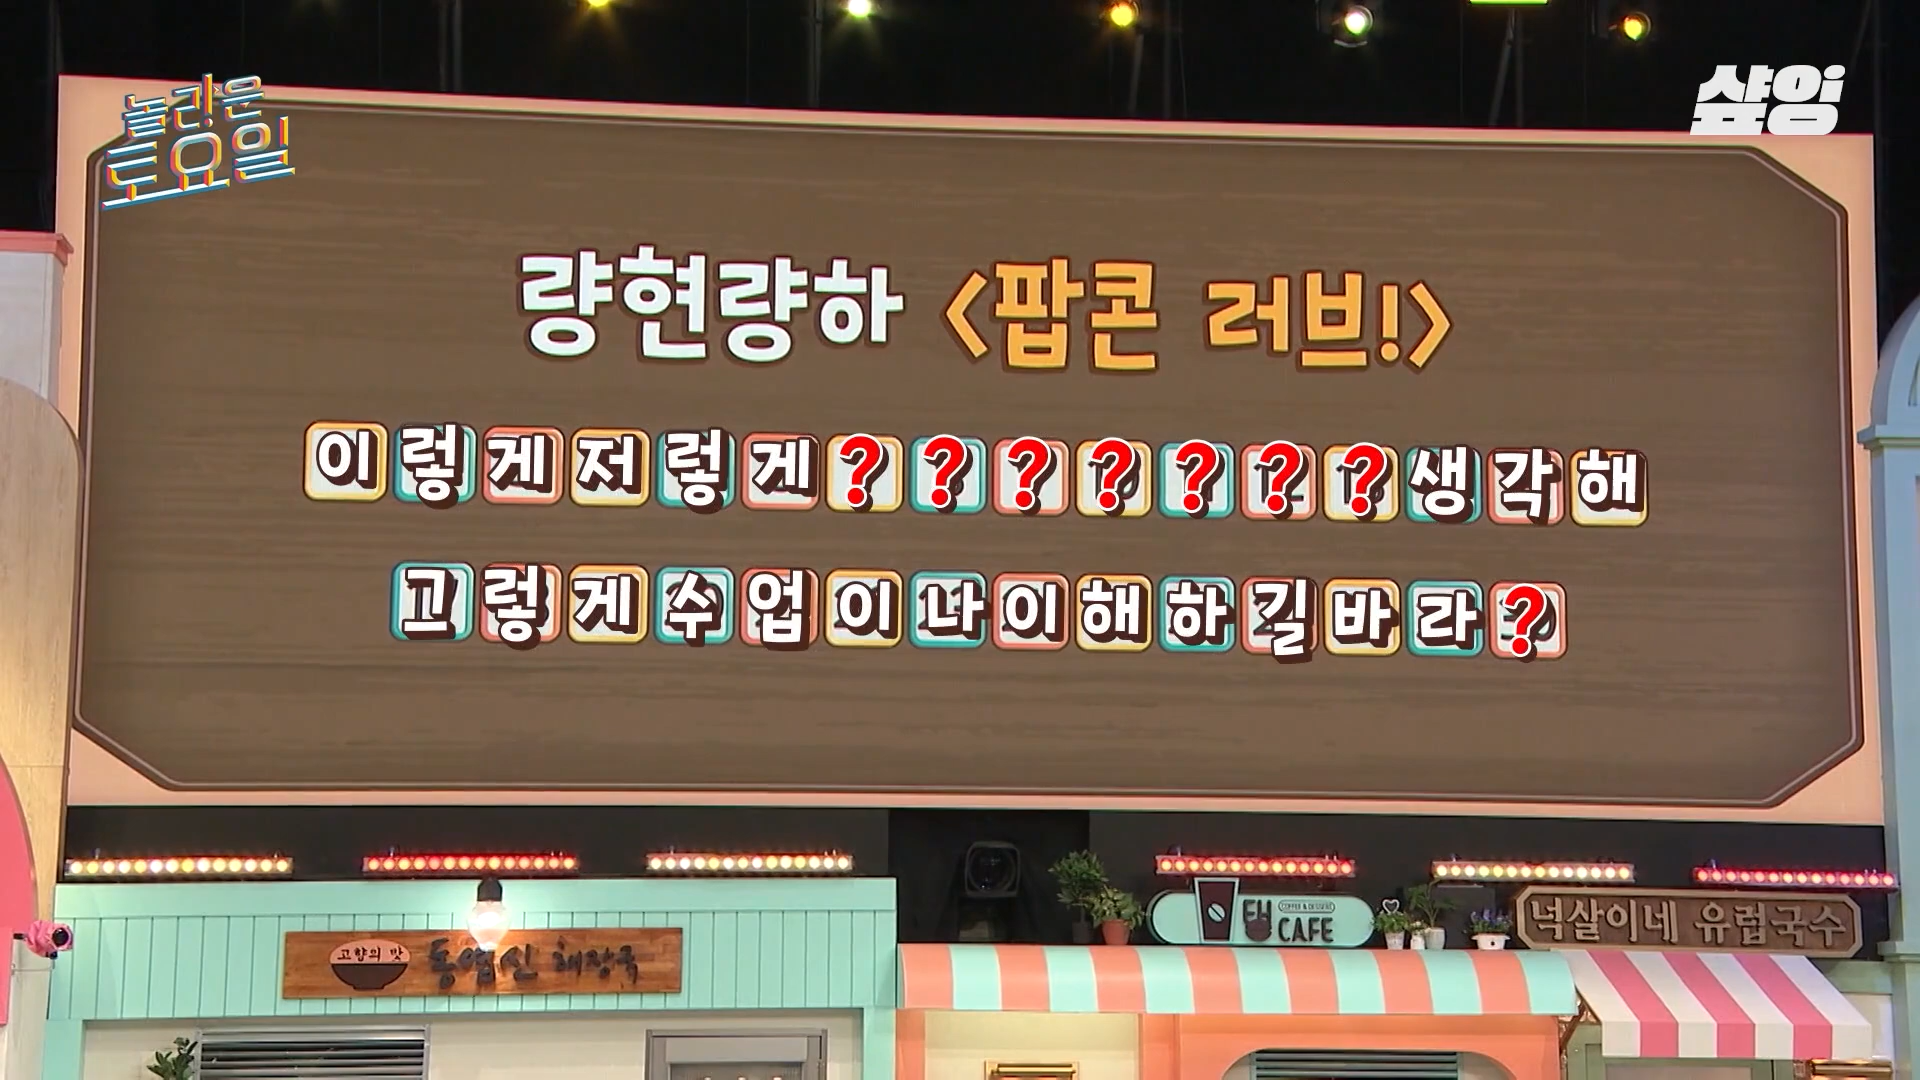 놀라운
토요일
샾잉
량현량하 <팝콘 러브!>
이렇게저렇게???????생각해
고렇게수업이나이해하길바라?
고향의 맛
동엽신 해장국
COFFEE & DESSERT
CAFE
넉살이네 유럽국수